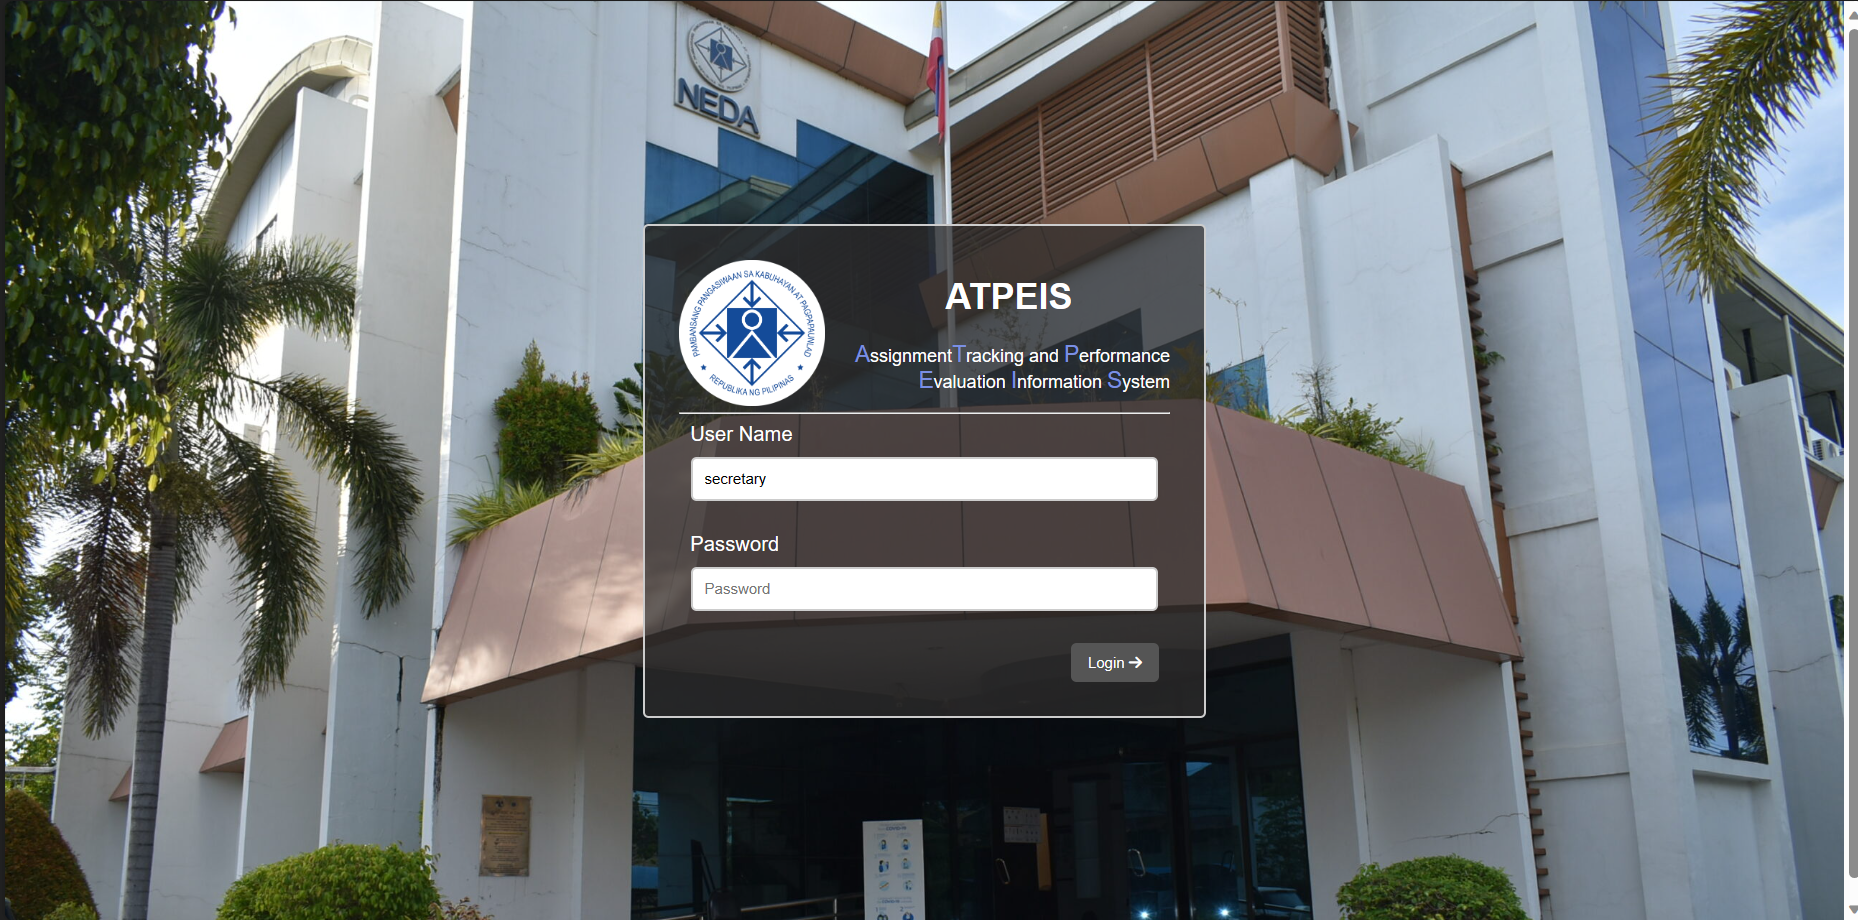 NEDA
PAMBANSANG PANGASIWAAN SA KABUHAYAN AT PAGPAPAUNLAD
REPUBLIKA NG PILIPINAS
ATPEIS
AssignmentTracking and Performance
Evaluation Information System
User Name
secretary
Password
Password
Login